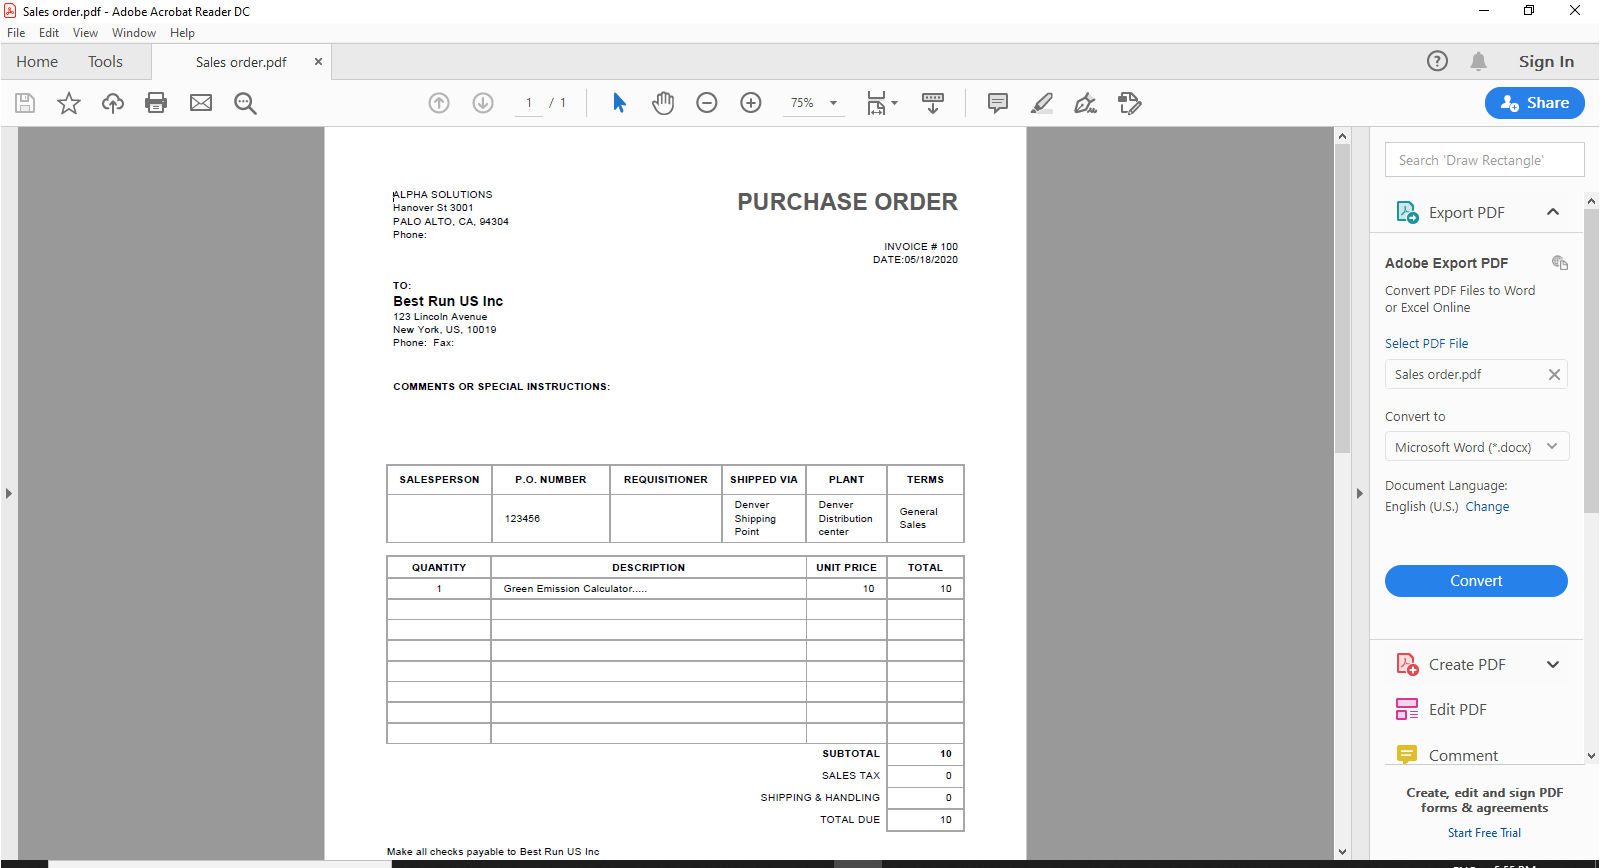 Sales order.pdf - Adobe Acrobat Reader DC
File Edit View Window Help
Home Tools Sales order.pdf × Sign In
1 / 1 75% Share
ALPHA SOLUTIONS
Hanover St 3001
PALO ALTO, CA, 94304
Phone:
PURCHASE ORDER
INVOICE # 100
DATE:05/18/2020
TO:
Best Run US Inc
123 Lincoln Avenue
New York, US, 10019
Phone: Fax:
COMMENTS OR SPECIAL INSTRUCTIONS:
SALESPERSON P.O. NUMBER REQUISITIONER SHIPPED VIA PLANT TERMS
123456 Denver Shipping Point Denver Distribution center General Sales
QUANTITY DESCRIPTION UNIT PRICE TOTAL
1 Green Emission Calculator..... 10 10
SUBTOTAL 10
SALES TAX 0
SHIPPING & HANDLING 0
TOTAL DUE 10
Make all checks payable to Best Run US Inc
Search 'Draw Rectangle'
Export PDF
Adobe Export PDF
Convert PDF Files to Word
or Excel Online
Select PDF File
Sales order.pdf
Convert to
Microsoft Word (*.docx)
Document Language:
English (U.S.) Change
Convert
Create PDF
Edit PDF
Comment
Create, edit and sign PDF
forms & agreements
Start Free Trial